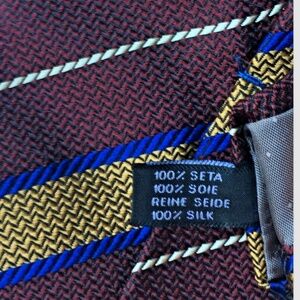 100% SETA
100% SOIE
REINE SEIDE
100% SILK